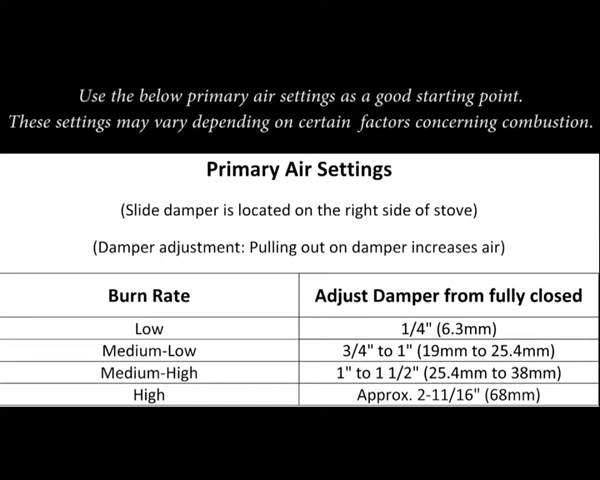 Use the below primary air settings as a good starting point.
These settings may vary depending on certain factors concerning combustion.
Primary Air Settings
(Slide damper is located on the right side of stove)
(Damper adjustment: Pulling out on damper increases air)
Burn Rate Adjust Damper from fully closed
Low 1/4" (6.3mm)
Medium-Low 3/4" to 1" (19mm to 25.4mm)
Medium-High 1" to 1 1/2" (25.4mm to 38mm)
High Approx. 2-11/16" (68mm)